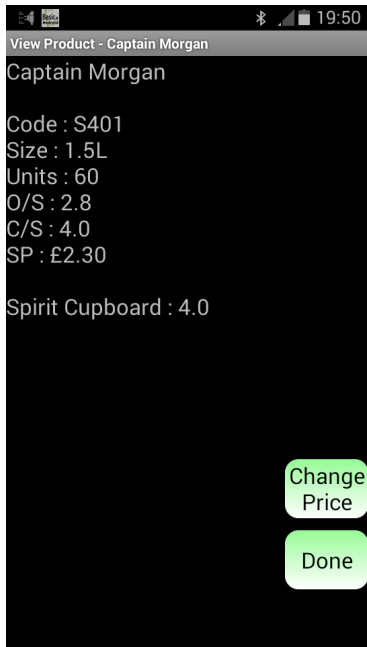 19:50
View Product - Captain Morgan
Captain Morgan
Code : S401
Size : 1.5L
Units : 60
O/S : 2.8
C/S : 4.0
SP : £2.30
Spirit Cupboard : 4.0
Change
Price
Done